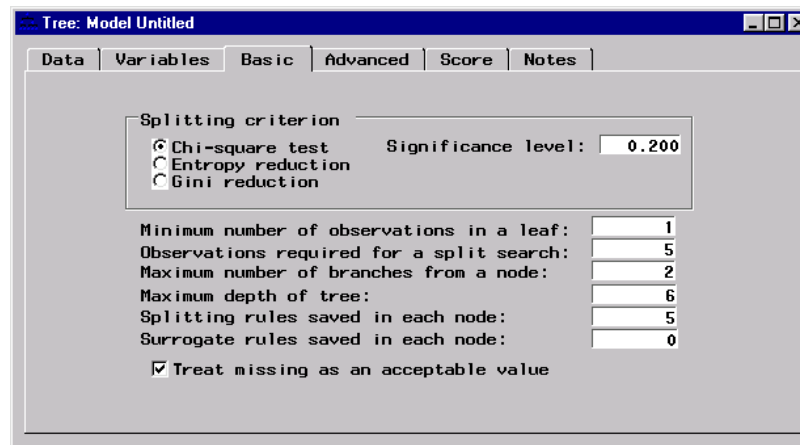 Tree: Model Untitled
Data Variables Basic Advanced Score Notes
Splitting criterion
Chi-square test Significance level: 0.200
Entropy reduction
Gini reduction
Minimum number of observations in a leaf: 1
Observations required for a split search: 5
Maximum number of branches from a node: 2
Maximum depth of tree: 6
Splitting rules saved in each node: 5
Surrogate rules saved in each node: 0
Treat missing as an acceptable value